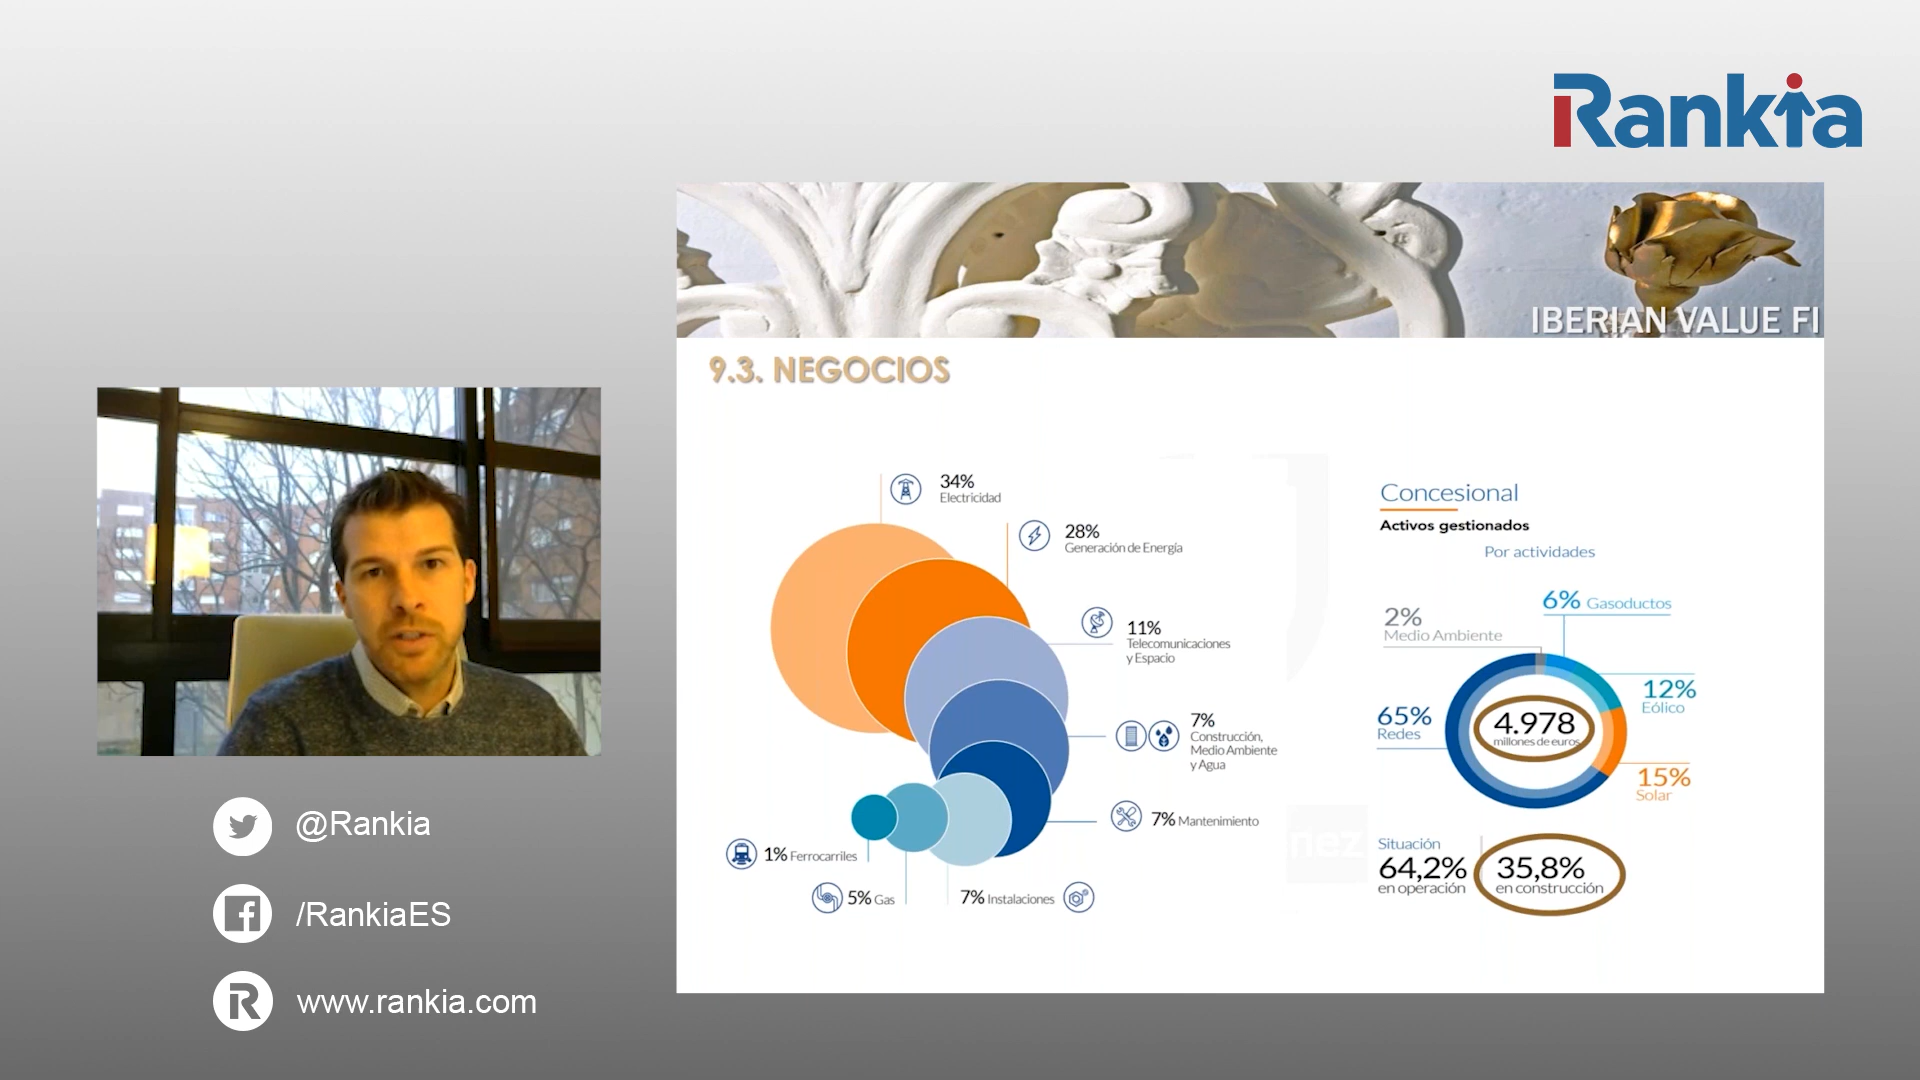 Rankia
IBERIAN VALUE FI
9.3. NEGOCIOS
34%
Electricidad
28%
Generación de Energía
11%
Telecomunicaciones
y Espacio
7%
Construcción,
Medio Ambiente
y Agua
7% Mantenimiento
1% Ferrocarriles
5% Gas
7% Instalaciones
Concesional
Activos gestionados
Por actividades
6% Gasoductos
2%
Medio Ambiente
12%
Eólico
65%
Redes
4.978
millones de euros
15%
Solar
Situación
64,2%
en operación
35,8%
en construcción
ñez
@Rankia
/RankiaES
www.rankia.com